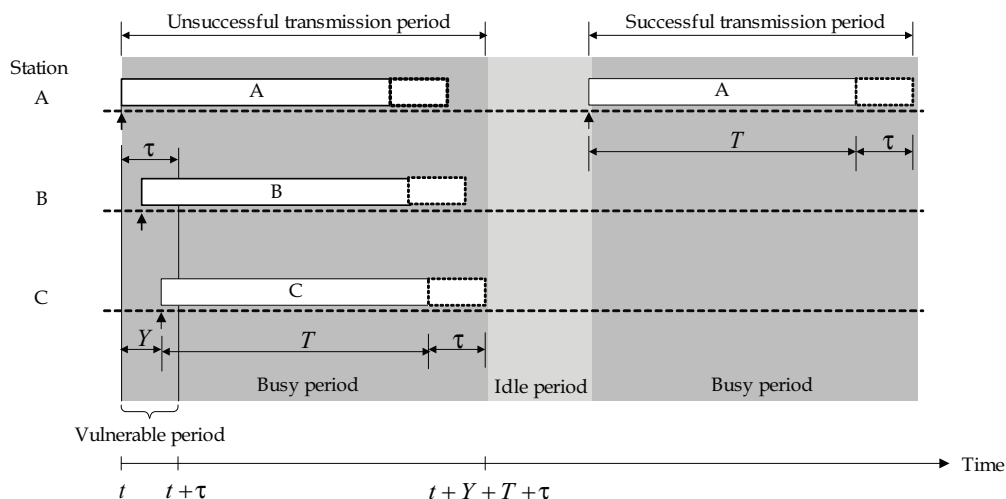 Unsuccessful transmission period
Successful transmission period
Station
A
A
A
τ
T
τ
B
B
C
C
Y
T
τ
Busy period
Idle period
Busy period
Vulnerable period
Time
t
t + τ
t + Y + T + τ